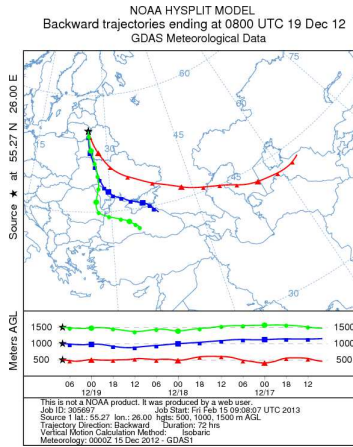 NOAA HYSPLIT MODEL
Backward trajectories ending at 0800 UTC 19 Dec 12
GDAS Meteorological Data
Source ★ at 55.27 N 26.00 E
60
75
45
45
15
30
Meters AGL
1500
1000
500
1500
1000
500
06 00 18 12 06 00 18 12 06 00 18 12
12/19 12/18 12/17
This is not a NOAA product. It was produced by a web user.
Job ID: 305697 Job Start: Fri Feb 15 09:08:07 UTC 2013
Source 1 lat.: 55.27 lon.: 26.00 hgts: 500, 1000, 1500 m AGL
Trajectory Direction: Backward Duration: 72 hrs
Vertical Motion Calculation Method: Isobaric
Meteorology: 0000Z 15 Dec 2012 - GDAS1